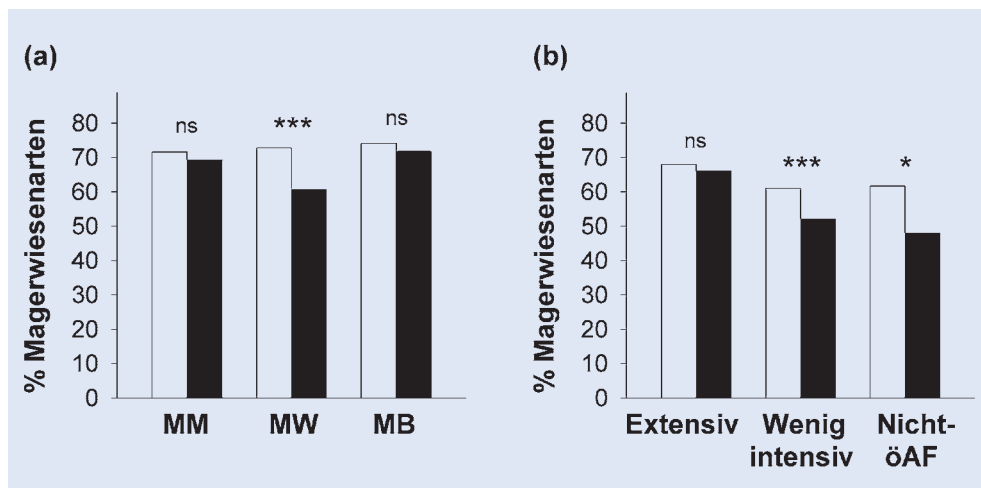 (a)
% Magerwiesenarten
80
70
60
50
40
30
20
10
0
ns
***
ns
MM
MW
MB
(b)
% Magerwiesenarten
80
70
60
50
40
30
20
10
0
ns
***
*
Extensiv
Wenig
intensiv
Nicht-
öAF